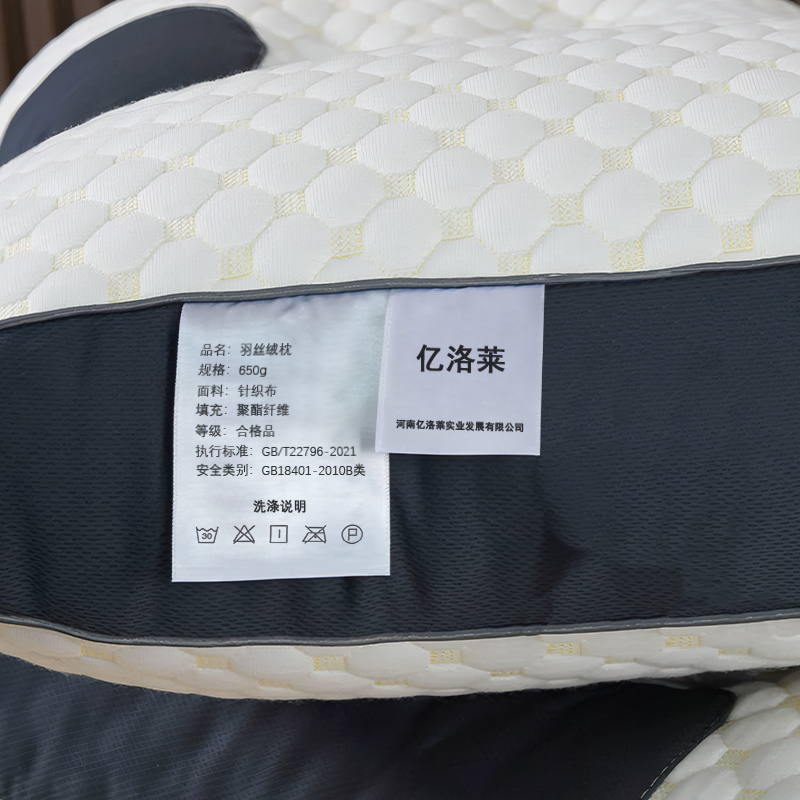 品名：羽丝绒枕
规格：650g
面料：针织布
填充：聚酯纤维
等级：合格品
执行标准：GB/T22796-2021
安全类别：GB18401-2010B类
洗涤说明
30
P
亿洛莱
河南亿洛莱实业发展有限公司